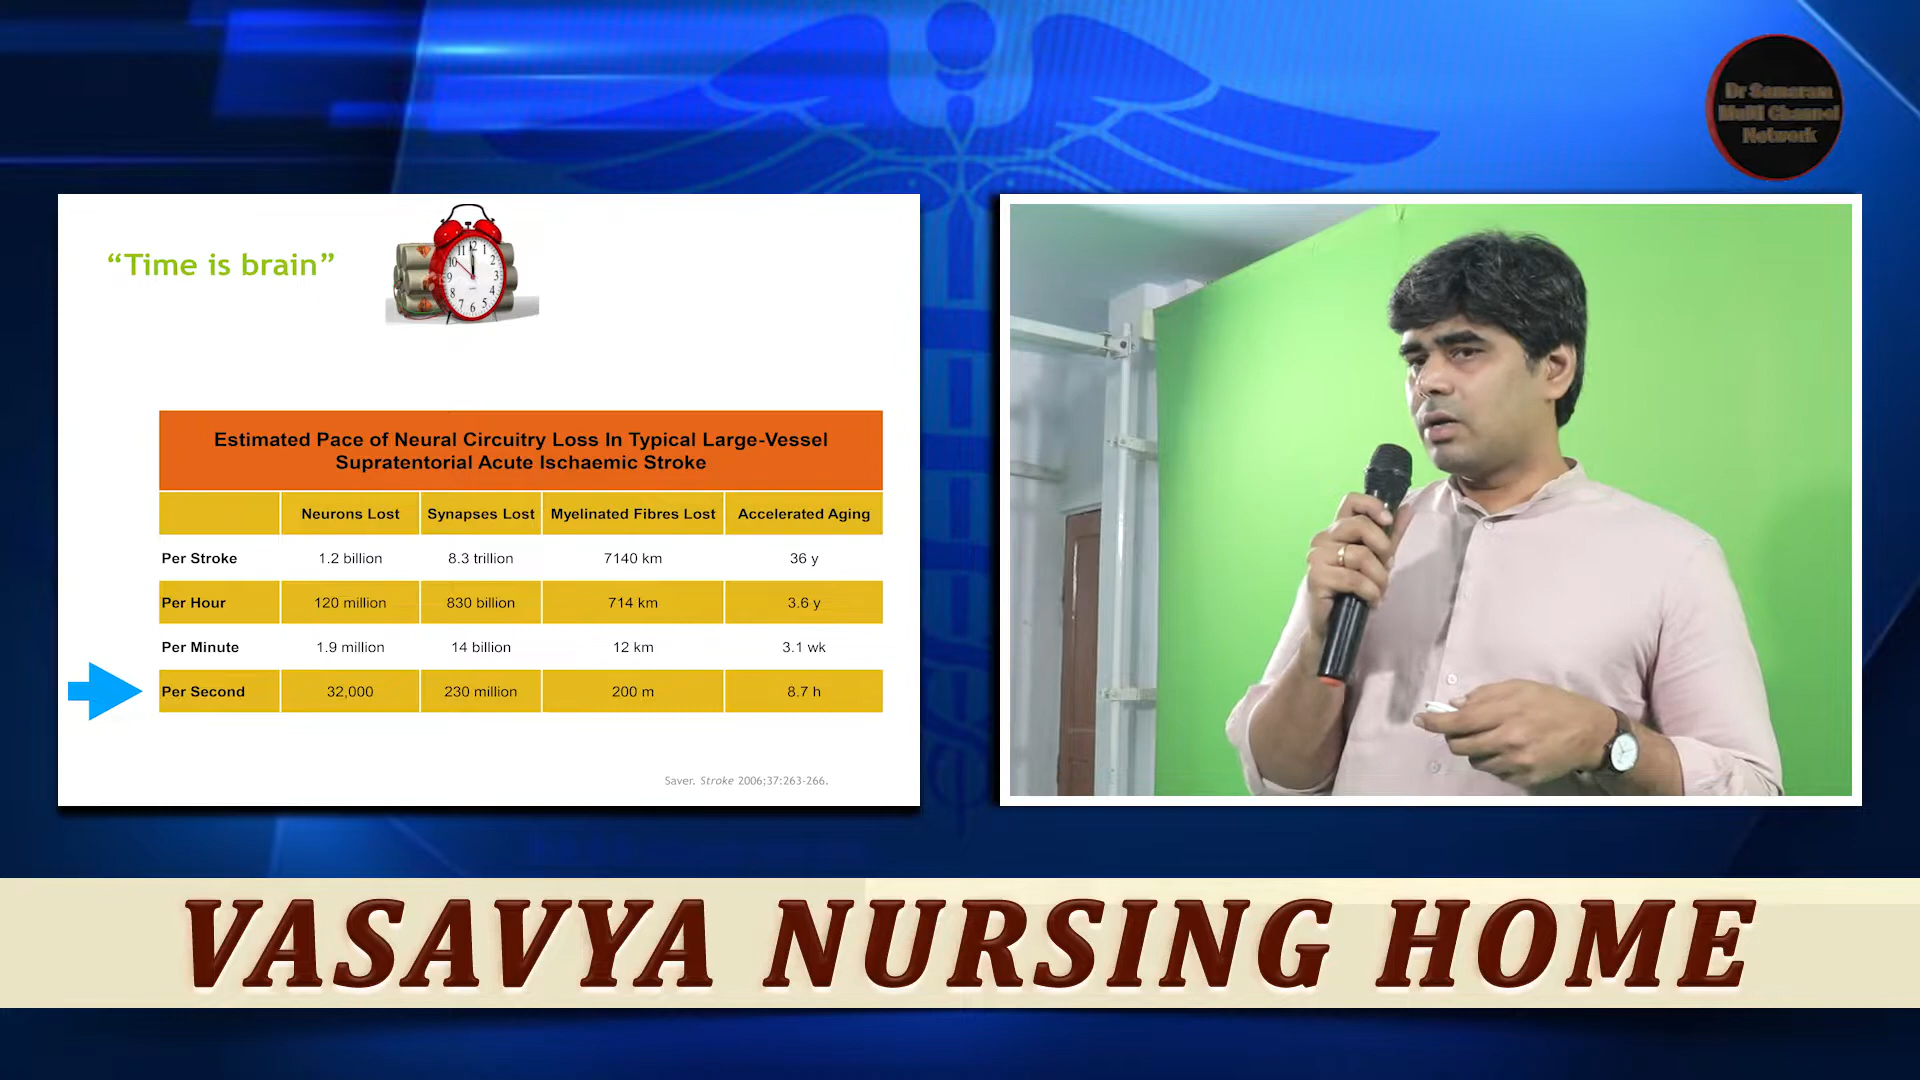 Dr Samaram
Multi Channel
Network
“Time is brain”
Estimated Pace of Neural Circuitry Loss In Typical Large-Vessel
Supratentorial Acute Ischaemic Stroke
Neurons Lost Synapses Lost Myelinated Fibres Lost Accelerated Aging
Per Stroke 1.2 billion 8.3 trillion 7140 km 36 y
Per Hour 120 million 830 billion 714 km 3.6 y
Per Minute 1.9 million 14 billion 12 km 3.1 wk
Per Second 32,000 230 million 200 m 8.7 h
Saver. Stroke 2006;37:263-266.
VASAVYA NURSING HOME